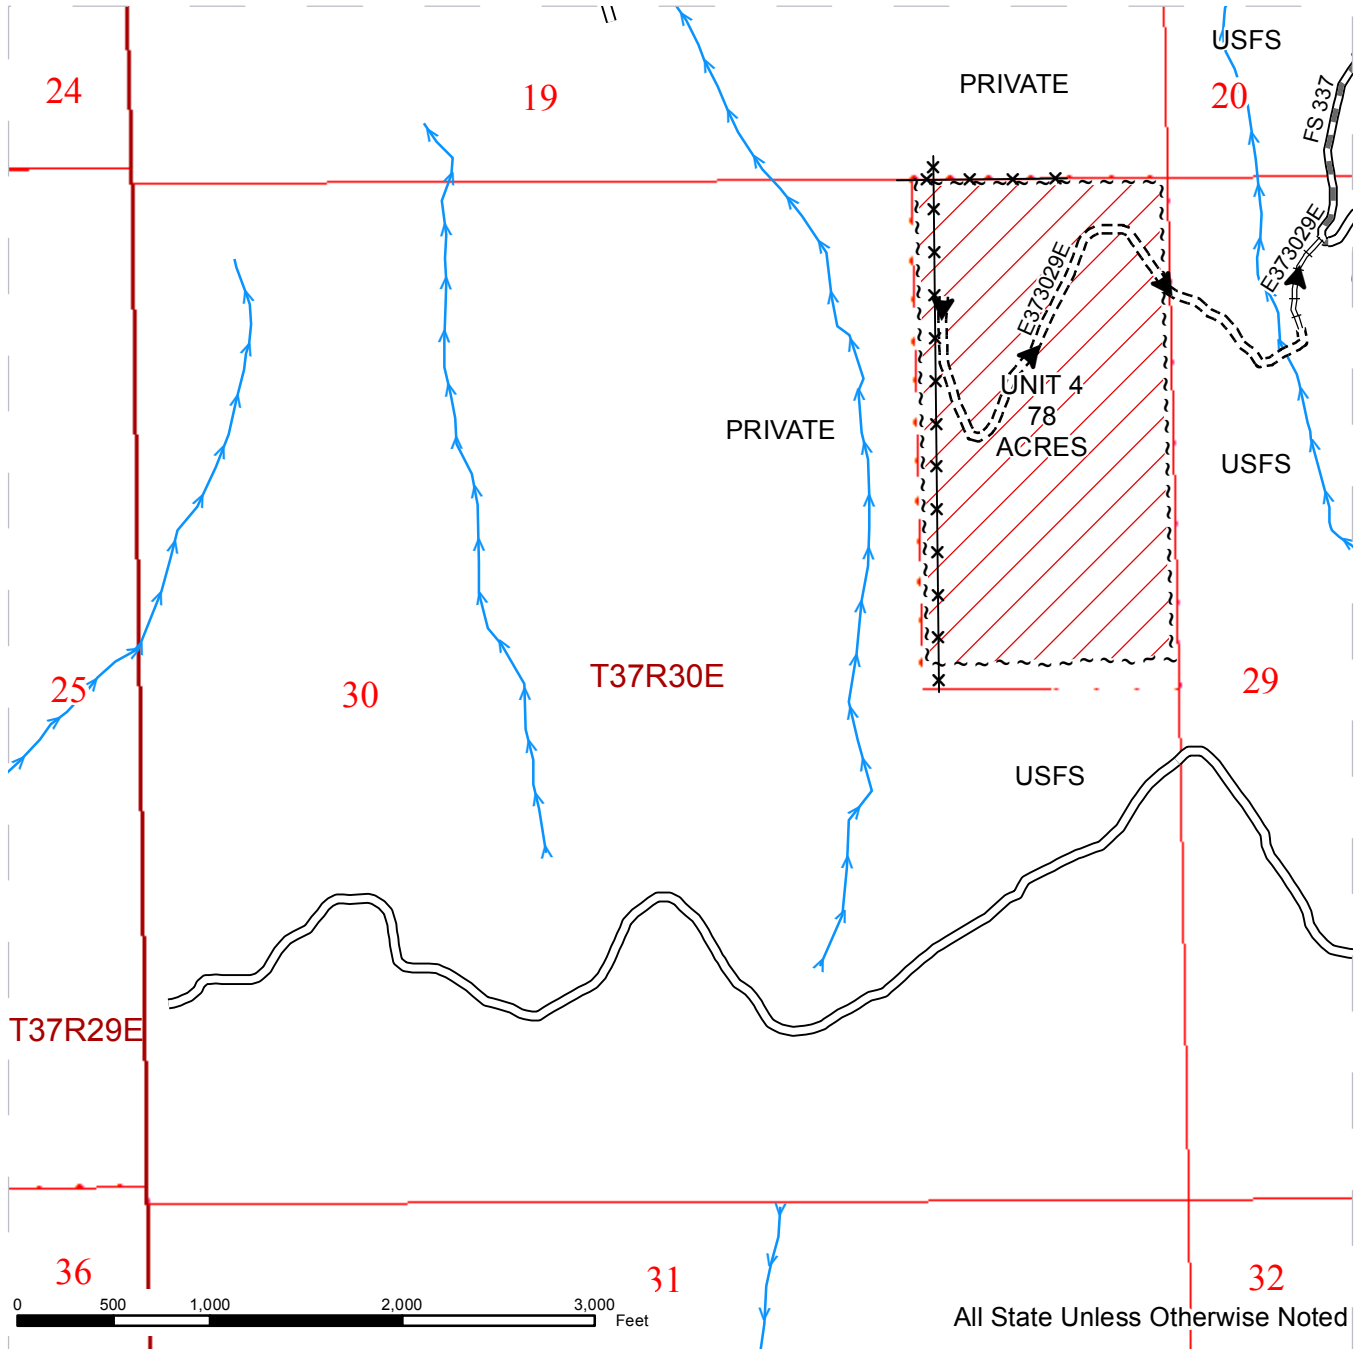 USFS
PRIVATE
24
19
20
FS 337
E373029E
E373029E
UNIT 4
78
ACRES
PRIVATE
USFS
T37R30E
25
30
29
USFS
T37R29E
36
31
32
0 500 1,000 2,000 3,000
Feet
All State Unless Otherwise Noted